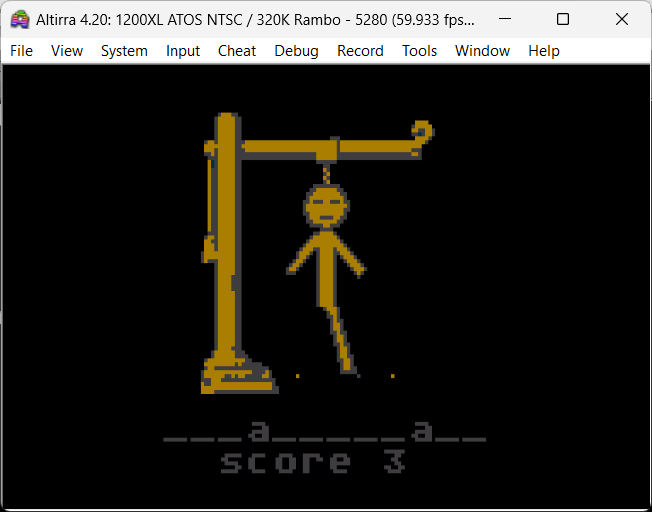 Altirra 4.20: 1200XL ATOS NTSC / 320K Rambo - 5280 (59.933 fps...
File View System Input Cheat Debug Record Tools Window Help
___a_____a__
score 3